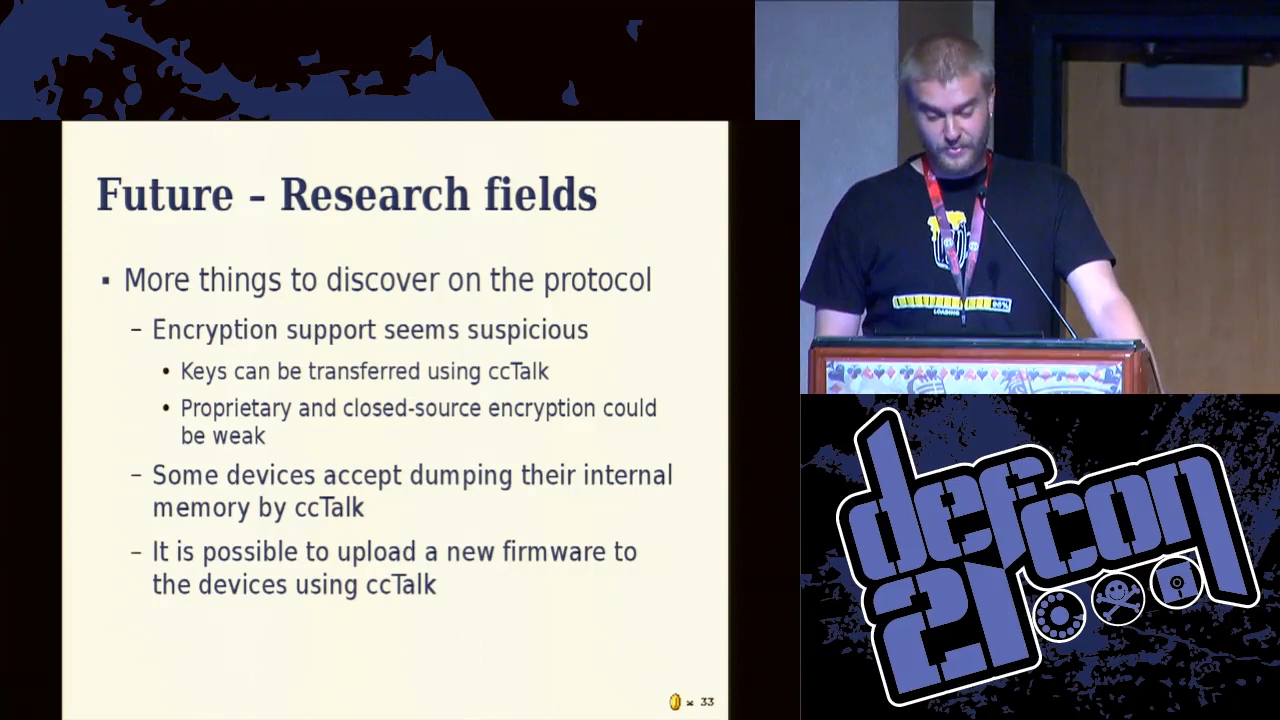 Future – Research fields
▪ More things to discover on the protocol
– Encryption support seems suspicious
• Keys can be transferred using ccTalk
• Proprietary and closed-source encryption could
be weak
– Some devices accept dumping their internal
memory by ccTalk
– It is possible to upload a new firmware to
the devices using ccTalk
× 33
LOADING
defcon
21